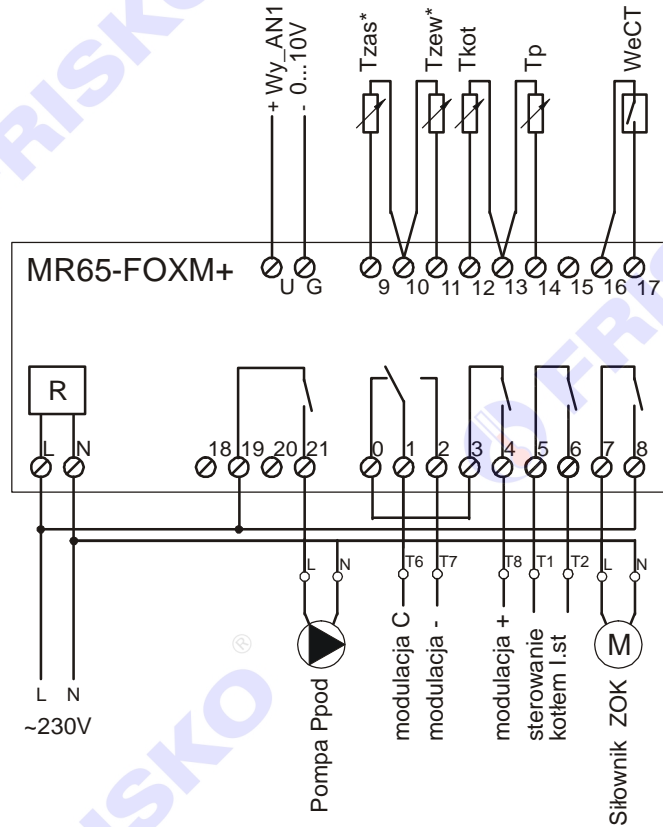 + Wy_AN1
- 0...10V
Tzas*
Tzew*
Tkot
Tp
WeCT
MR65-FOXM+
U G 9 10 11 12 13 14 15 16 17
R
L N 18 19 20 21 0 1 2 3 4 5 6 7 8
L N T6 T7 T8 T1 T2 L N
M
L N
~230V
Pompa Ppod
modulacja C
modulacja -
modulacja +
sterowanie
kotłem I.st
Siłownik ZOK
FRISKO
FRISKO
®